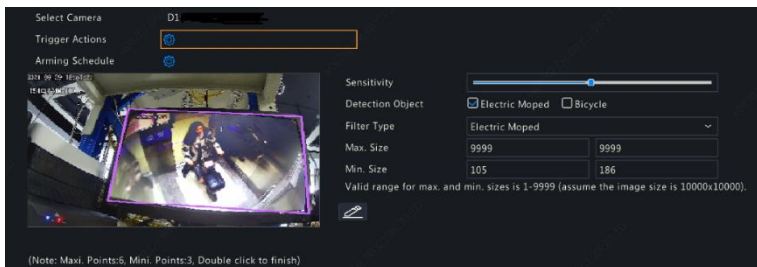 Select Camera D1
Trigger Actions
Arming Schedule
Sensitivity
Detection Object Electric Moped Bicycle
Filter Type Electric Moped
Max. Size 9999 9999
Min. Size 105 186
Valid range for max. and min. sizes is 1-9999 (assume the image size is 10000x10000).
(Note: Maxi. Points:6, Mini. Points:3, Double click to finish)